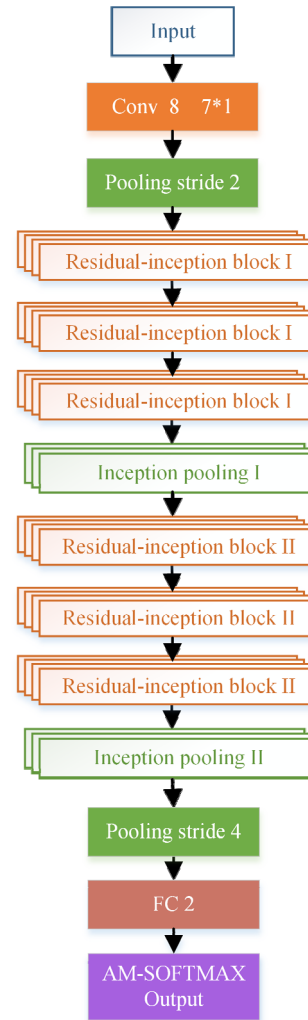 Input
Conv 8 7*1
Pooling stride 2
Residual-inception block I
Residual-inception block I
Residual-inception block I
Inception pooling I
Residual-inception block II
Residual-inception block II
Residual-inception block II
Inception pooling II
Pooling stride 4
FC 2
AM-SOFTMAX
Output